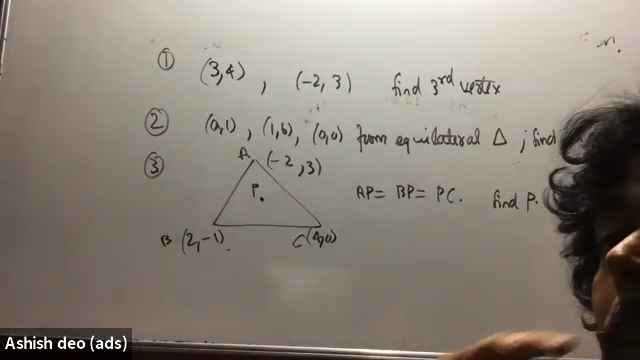 ① (3,4) , (-2, 3) find 3rd vertex
② (a,1) , (1,b) , (0,0) from equilateral Δ ; find
③ A (-2, 3)
P. AP = BP = PC. find P.
B (2,-1) C (4,0)
Ashish deo (ads)